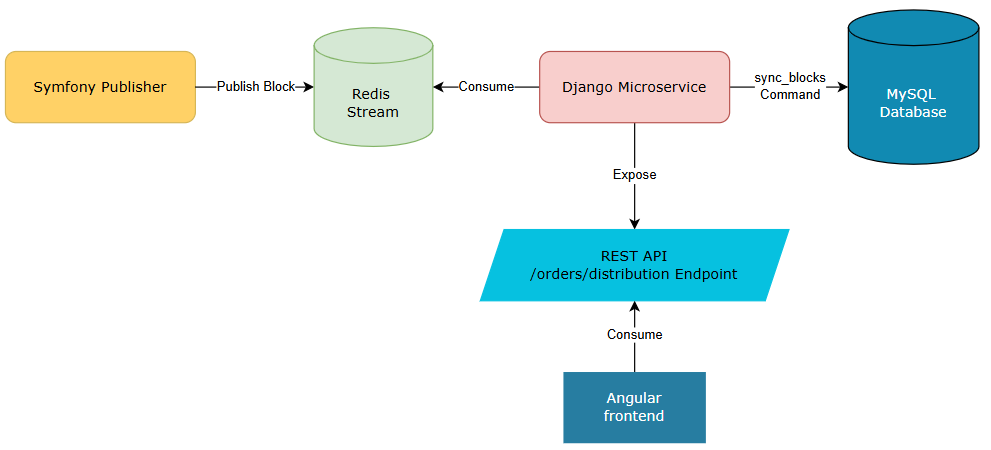 Symfony Publisher
Publish Block
Redis
Stream
Consume
Django Microservice
sync_blocks
Command
MySQL
Database
Expose
REST API
/orders/distribution Endpoint
Consume
Angular
frontend